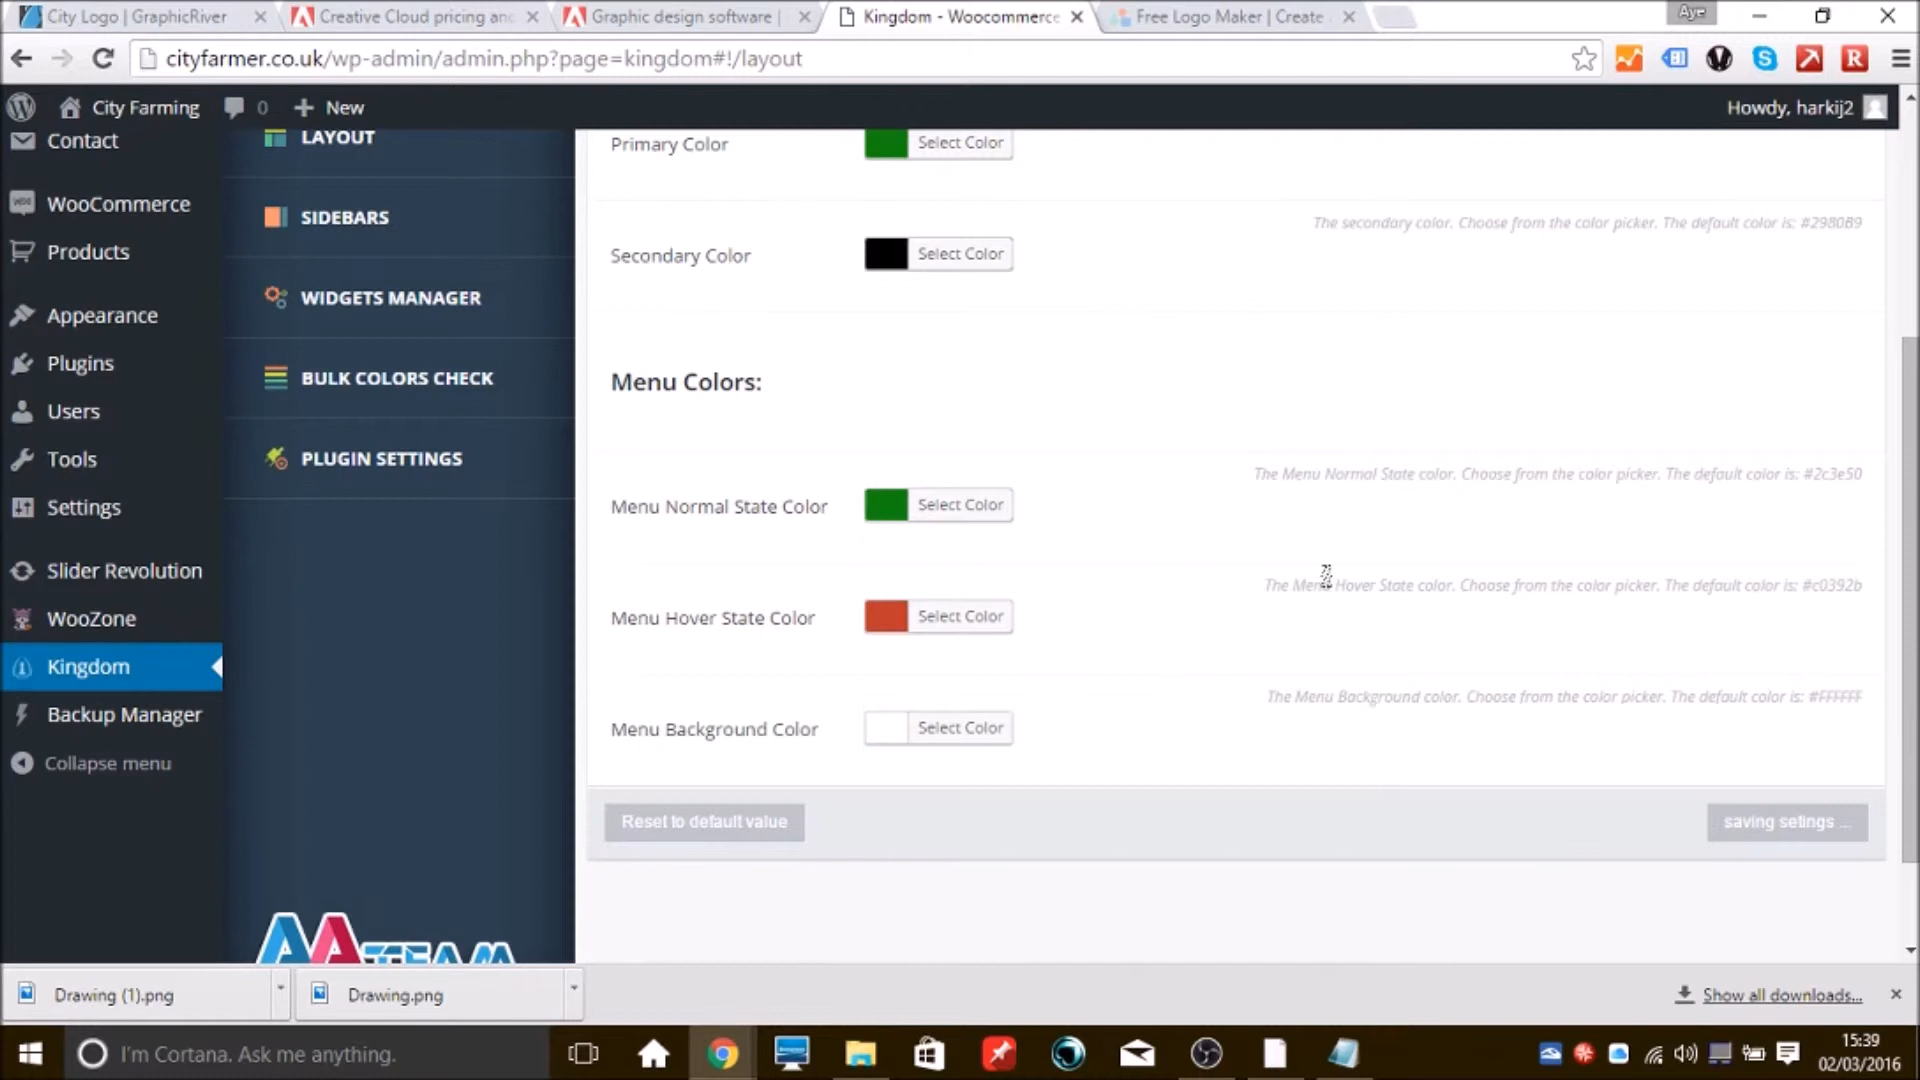 City Logo | GraphicRiver
Creative Cloud pricing and
Graphic design software |
Kingdom - Woocommerce
Free Logo Maker | Create
Aye
cityfarmer.co.uk/wp-admin/admin.php?page=kingdom#!/layout
City Farming
0
New
Howdy, harkij2
Contact
WooCommerce
Products
Appearance
Plugins
Users
Tools
Settings
Slider Revolution
WooZone
Kingdom
Backup Manager
Collapse menu
LAYOUT
SIDEBARS
WIDGETS MANAGER
BULK COLORS CHECK
PLUGIN SETTINGS
AA-TEAM
Primary Color
Select Color
The secondary color. Choose from the color picker. The default color is: #2980B9
Secondary Color
Select Color
Menu Colors:
The Menu Normal State color. Choose from the color picker. The default color is: #2c3e50
Menu Normal State Color
Select Color
The Menu Hover State color. Choose from the color picker. The default color is: #c0392b
Menu Hover State Color
Select Color
The Menu Background color. Choose from the color picker. The default color is: #FFFFFF
Menu Background Color
Select Color
Reset to default value
saving setings ...
Drawing (1).png
Drawing.png
Show all downloads...
I'm Cortana. Ask me anything.
15:39
02/03/2016